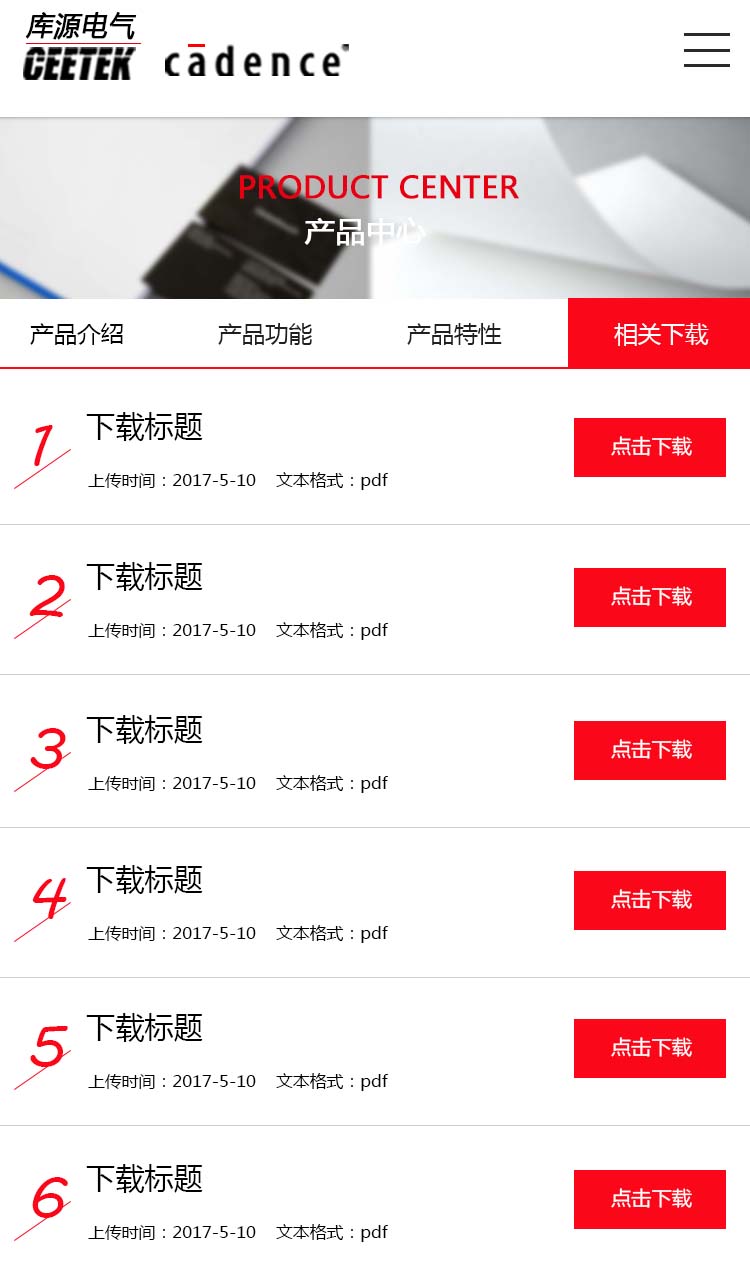 库源电气
CEETEK cādence
PRODUCT CENTER
产品中心
产品介绍 产品功能 产品特性 相关下载
1 下载标题 点击下载
上传时间：2017-5-10 文本格式：pdf
2 下载标题 点击下载
上传时间：2017-5-10 文本格式：pdf
3 下载标题 点击下载
上传时间：2017-5-10 文本格式：pdf
4 下载标题 点击下载
上传时间：2017-5-10 文本格式：pdf
5 下载标题 点击下载
上传时间：2017-5-10 文本格式：pdf
6 下载标题 点击下载
上传时间：2017-5-10 文本格式：pdf